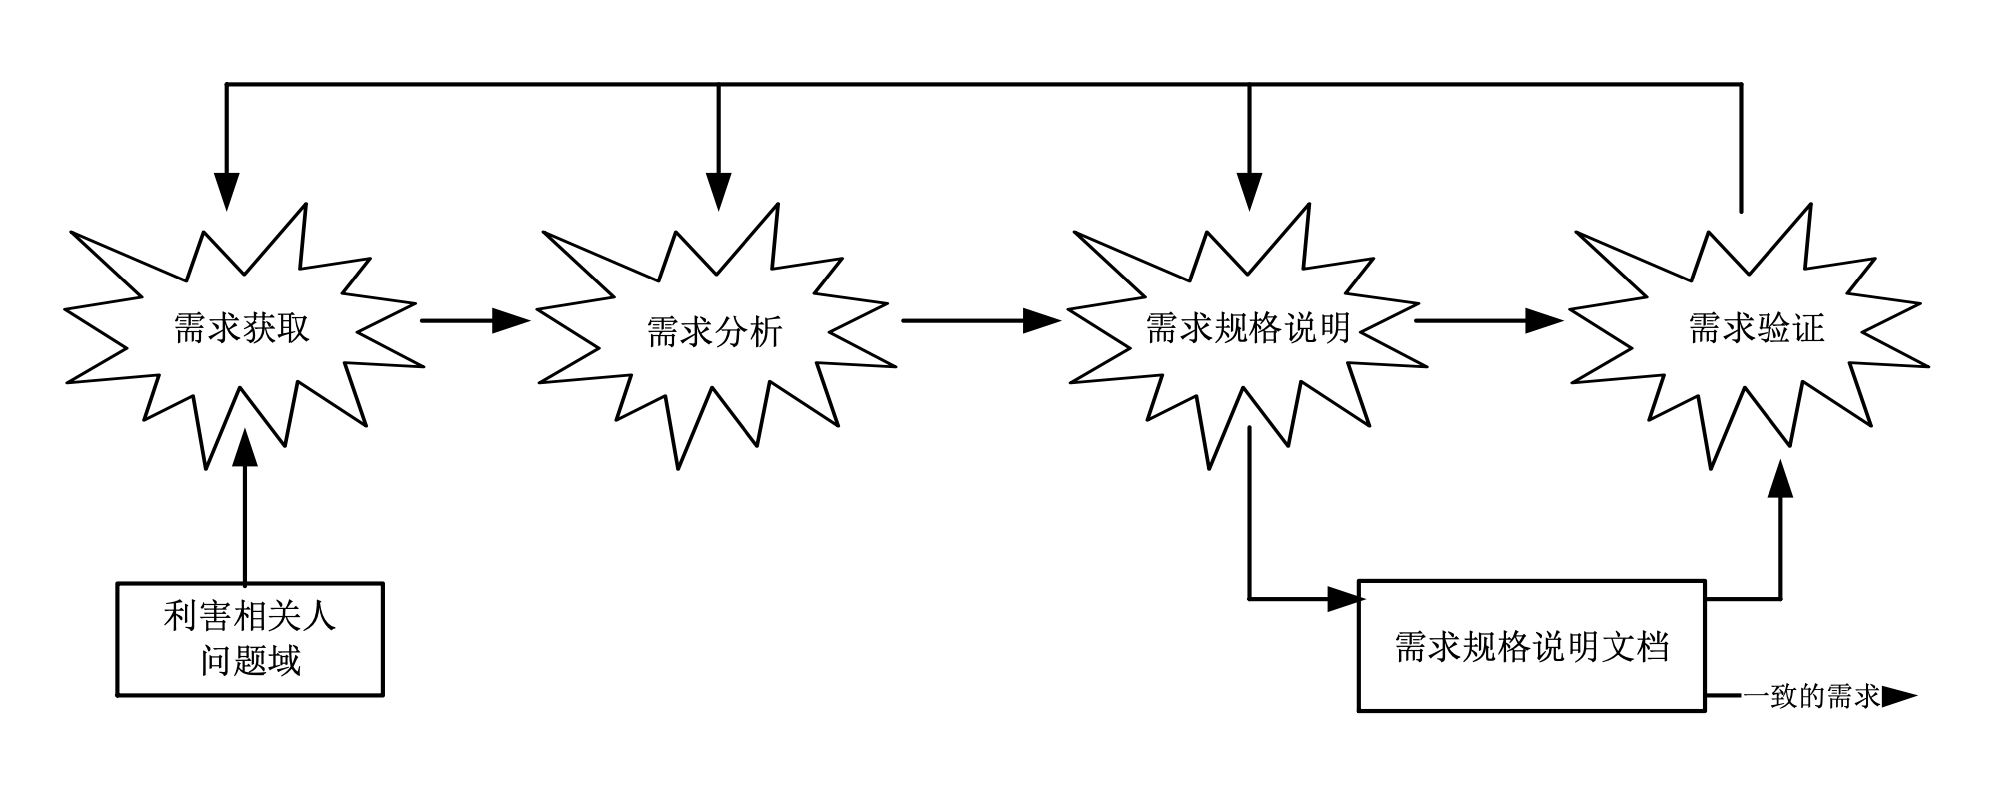 需求获取
需求分析
需求规格说明
需求验证
利害相关人
问题域
需求规格说明文档
一致的需求